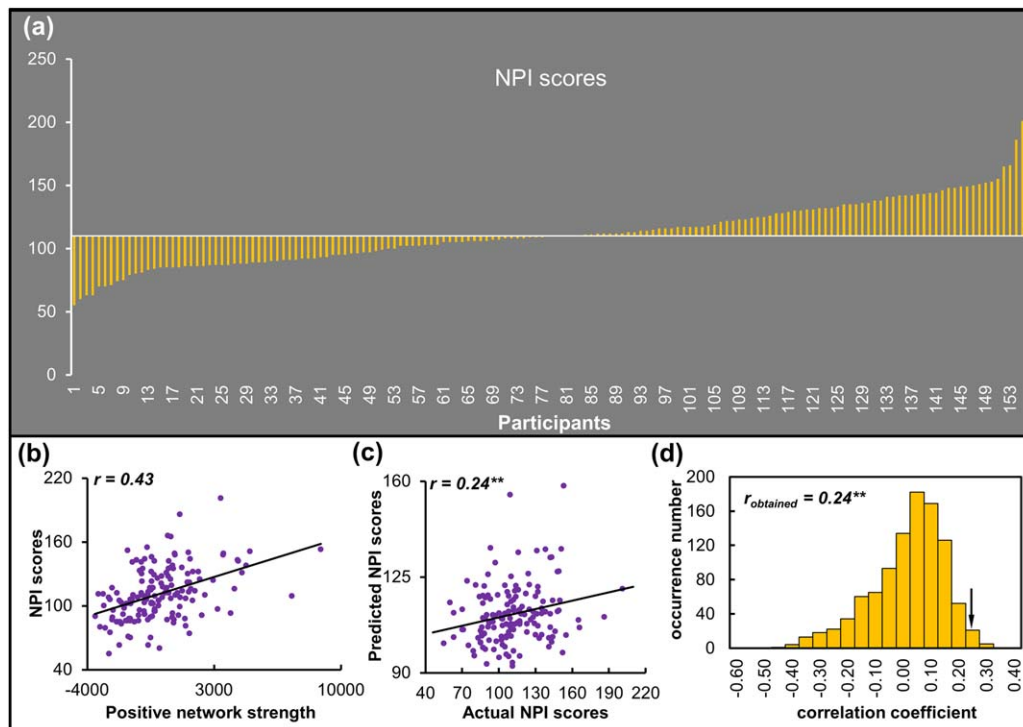 (a)
NPI scores
250
200
150
100
50
0
1 5 9 13 17 21 25 29 33 37 41 45 49 53 57 61 65 69 73 77 81 85 89 93 97 101 105 109 113 117 121 125 129 133 137 141 145 149 153
Participants
(b)
r = 0.43
NPI scores
220
160
100
40
-4000 3000 10000
Positive network strength
(c)
r = 0.24**
Predicted NPI scores
160
125
90
40 70 100 130 160 190 220
Actual NPI scores
(d)
r obtained = 0.24**
occurrence number
200
160
120
80
40
0
-0.60 -0.50 -0.40 -0.30 -0.20 -0.10 0.00 0.10 0.20 0.30 0.40
correlation coefficient